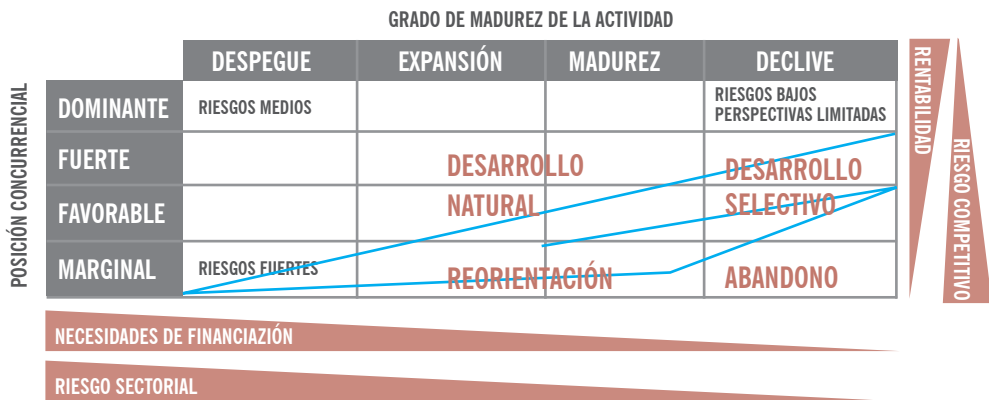 GRADO DE MADUREZ DE LA ACTIVIDAD
DESPEGUE
EXPANSIÓN
MADUREZ
DECLIVE
POSICIÓN CONCURRENCIAL
DOMINANTE
RIESGOS MEDIOS
RIESGOS BAJOS
PERSPECTIVAS LIMITADAS
FUERTE
DESARROLLO
DESARROLLO
FAVORABLE
NATURAL
SELECTIVO
MARGINAL
RIESGOS FUERTES
REORIENTACIÓN
ABANDONO
RENTABILIDAD
RIESGO COMPETITIVO
NECESIDADES DE FINANCIAZIÓN
RIESGO SECTORIAL